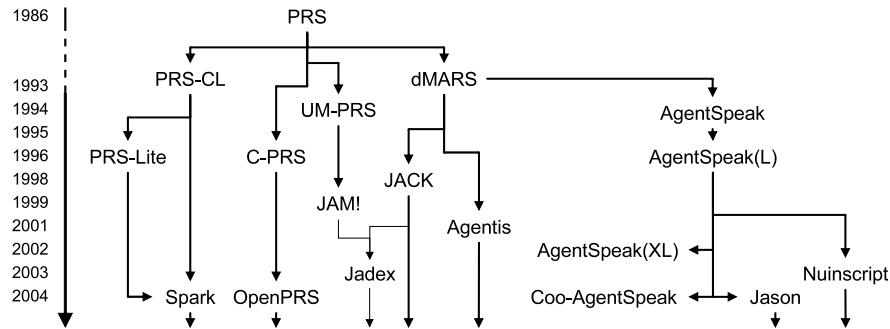 1986 PRS
PRS-CL dMARS
1993
1994 UM-PRS AgentSpeak
1995
1996 PRS-Lite C-PRS AgentSpeak(L)
1998 JACK
1999 JAM!
2001 Agentis
2002 AgentSpeak(XL)
2003 Jadex Nuinscript
2004 Spark OpenPRS Coo-AgentSpeak Jason